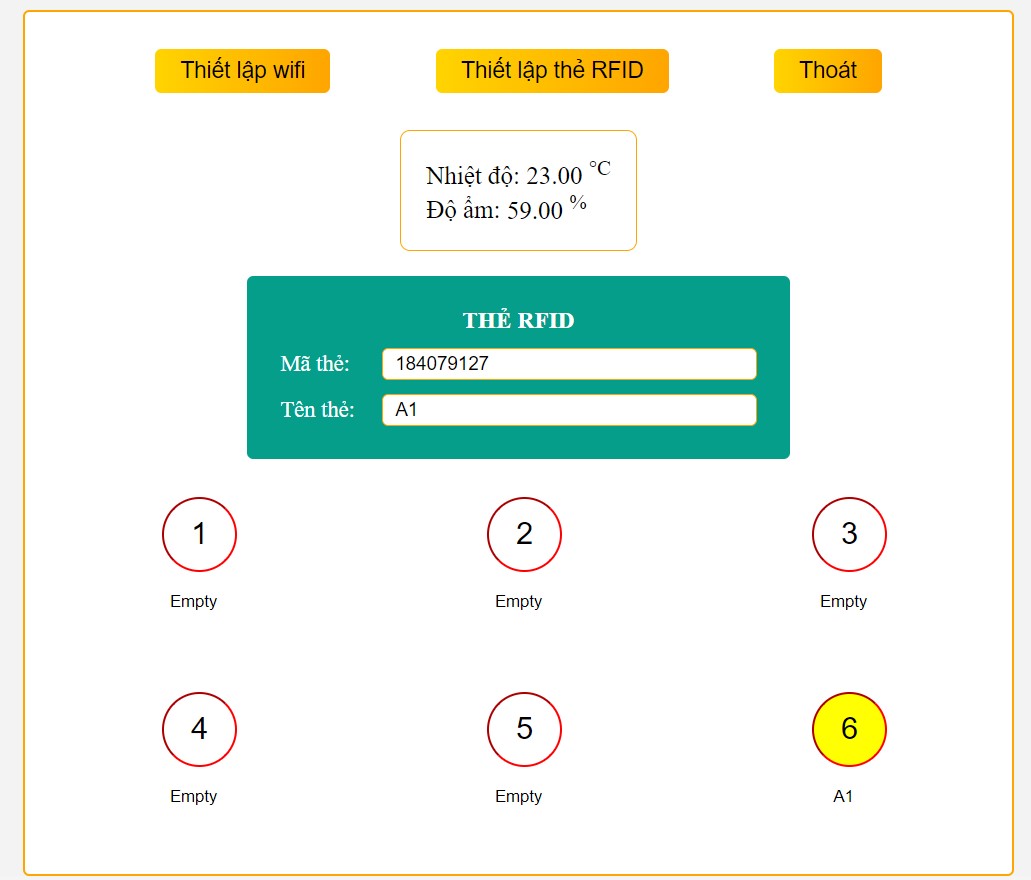 Thiết lập wifi Thiết lập thẻ RFID Thoát
Nhiệt độ: 23.00 °C
Độ ẩm: 59.00 %
THẺ RFID
Mã thẻ: 184079127
Tên thẻ: A1
1 2 3
Empty Empty Empty
4 5 6
Empty Empty A1